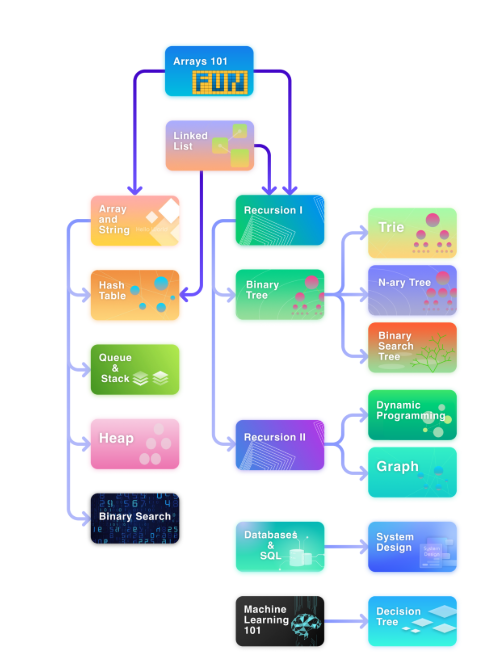 Arrays 101
FUN
Linked
List
Array
and
String
Recursion I
Trie
Hash
Table
Binary
Tree
N-ary Tree
Queue
&
Stack
Binary
Search
Tree
Heap
Recursion II
Dynamic
Programming
Graph
Binary Search
Databases
&
SQL
System
Design
Machine
Learning
101
Decision
Tree